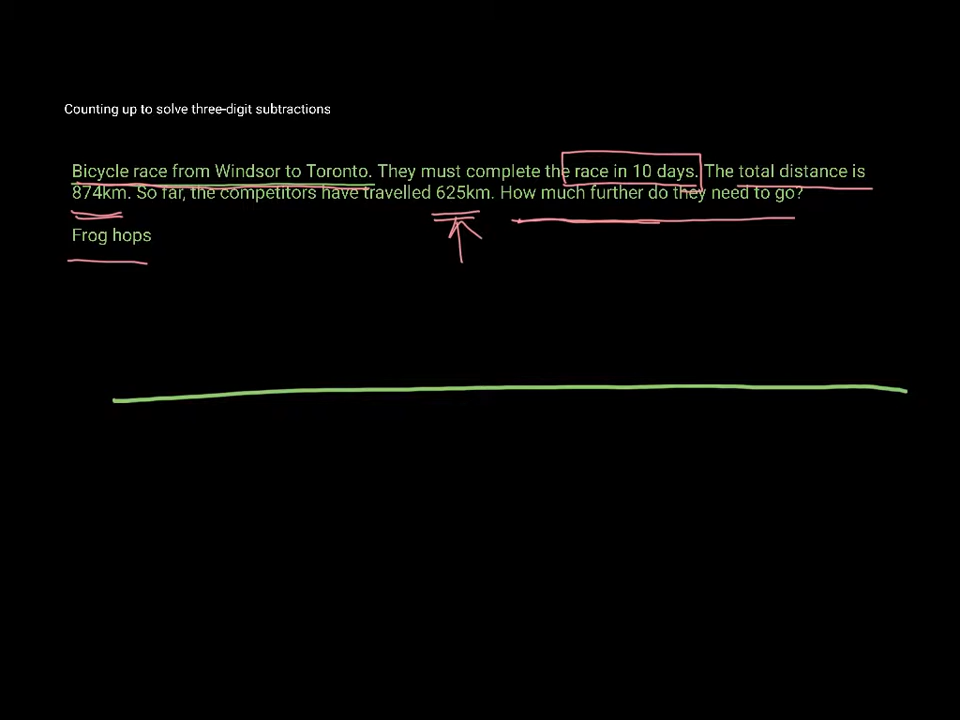 Counting up to solve three-digit subtractions
Bicycle race from Windsor to Toronto. They must complete the race in 10 days. The total distance is
874km. So far, the competitors have travelled 625km. How much further do they need to go?
Frog hops